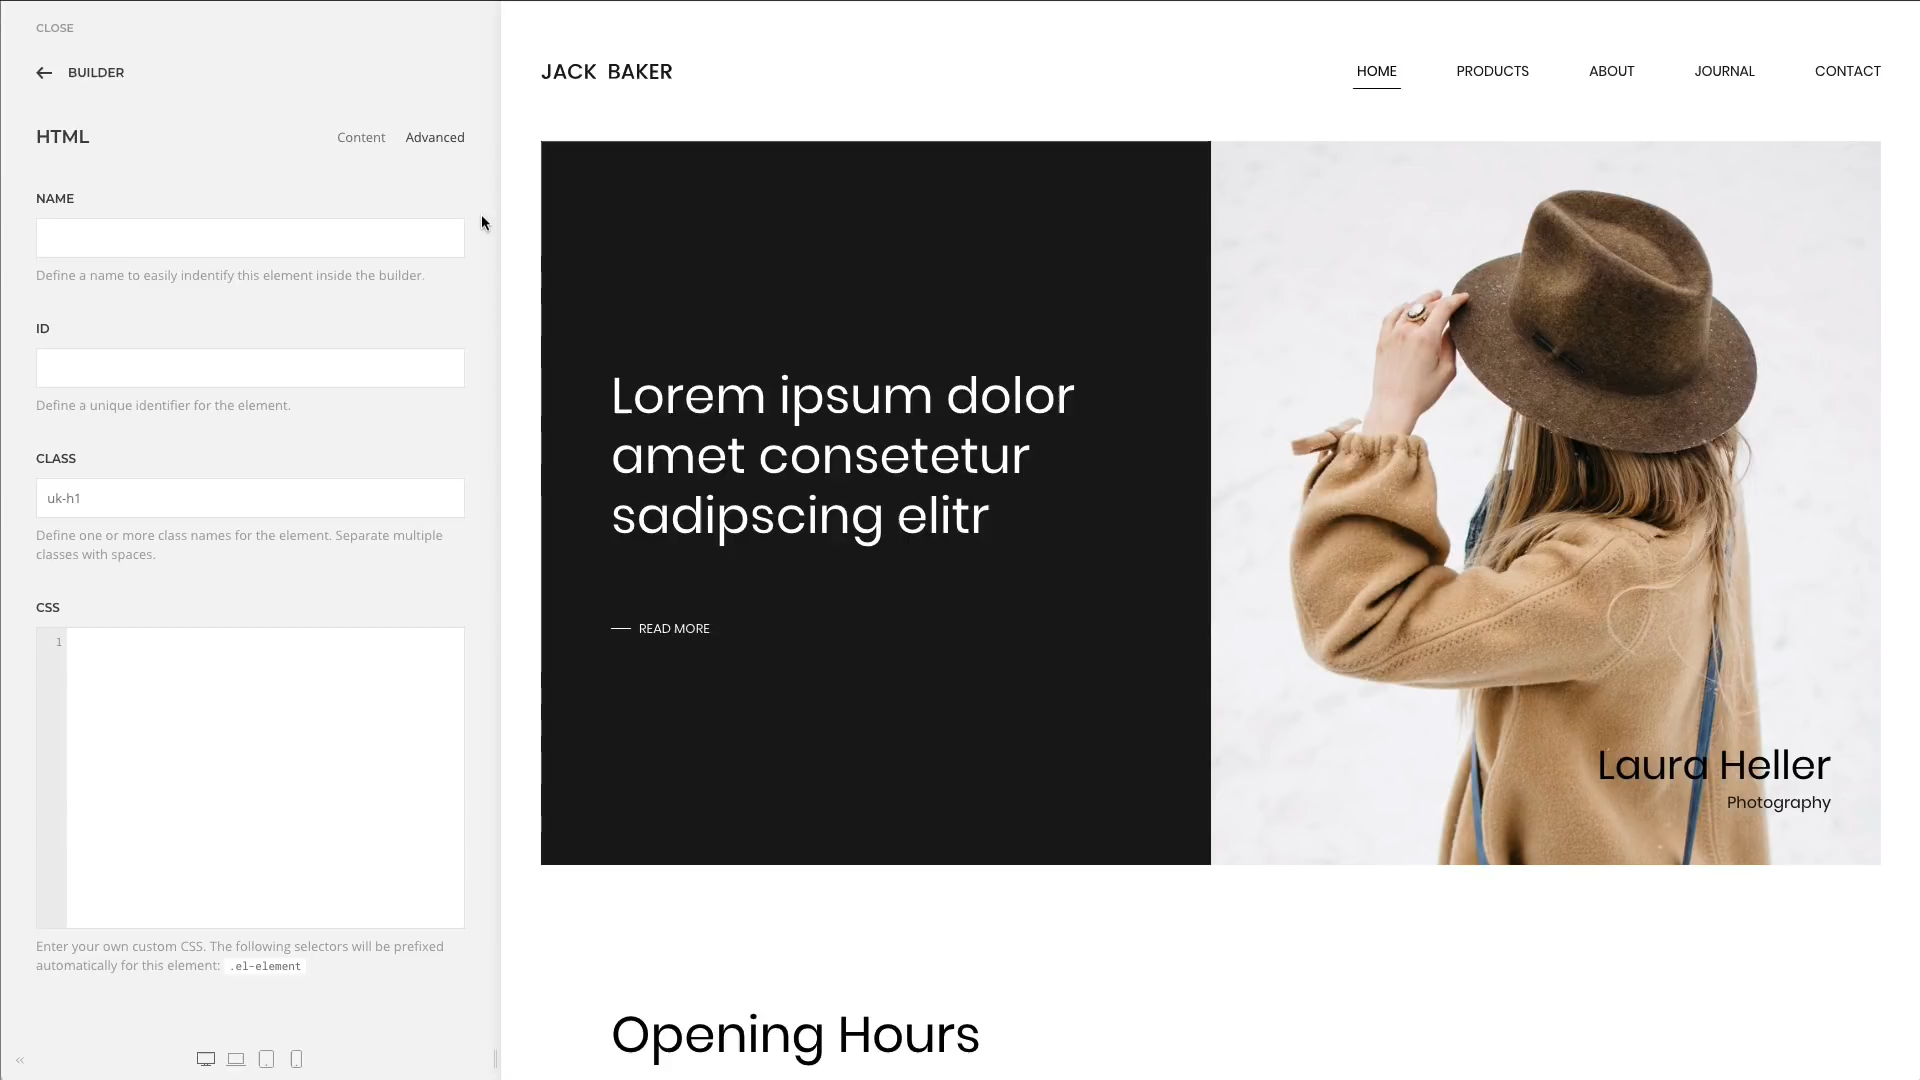 CLOSE
BUILDER
HTML
Content
Advanced
NAME
Define a name to easily indentify this element inside the builder.
ID
Define a unique identifier for the element.
CLASS
uk-h1
Define one or more class names for the element. Separate multiple
classes with spaces.
CSS
1
Enter your own custom CSS. The following selectors will be prefixed
automatically for this element: .el-element
JACK BAKER
HOME
PRODUCTS
ABOUT
JOURNAL
CONTACT
Lorem ipsum dolor
amet consetetur
sadipscing elitr
READ MORE
Laura Heller
Photography
Opening Hours